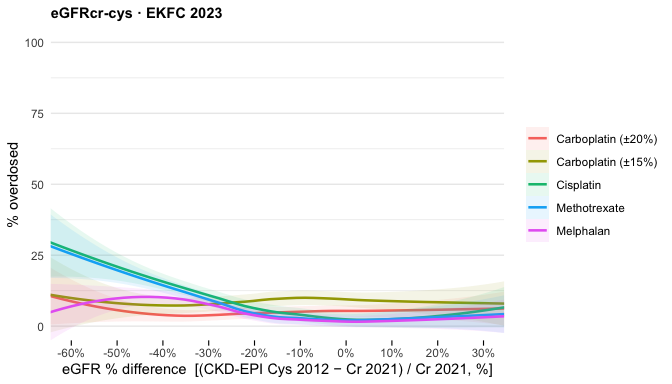 eGFRcr-cys · EKFC 2023
100
75
50
25
0
% overdosed
-60% -50% -40% -30% -20% -10% 0% 10% 20% 30%
eGFR % difference [(CKD-EPI Cys 2012 − Cr 2021) / Cr 2021, %]
Carboplatin (±20%)
Carboplatin (±15%)
Cisplatin
Methotrexate
Melphalan